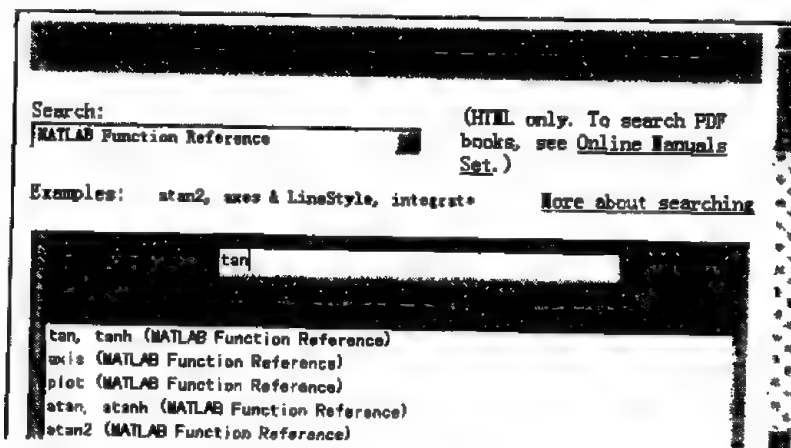 Search:
MATLAB Function Reference
(HTML only. To search PDF
books, see Online Manuals
Set.)
Examples: atan2, axes & LineStyle, integrat*
More about searching
tan
tan, tanh (MATLAB Function Reference)
axis (MATLAB Function Reference)
plot (MATLAB Function Reference)
atan, atanh (MATLAB Function Reference)
atan2 (MATLAB Function Reference)